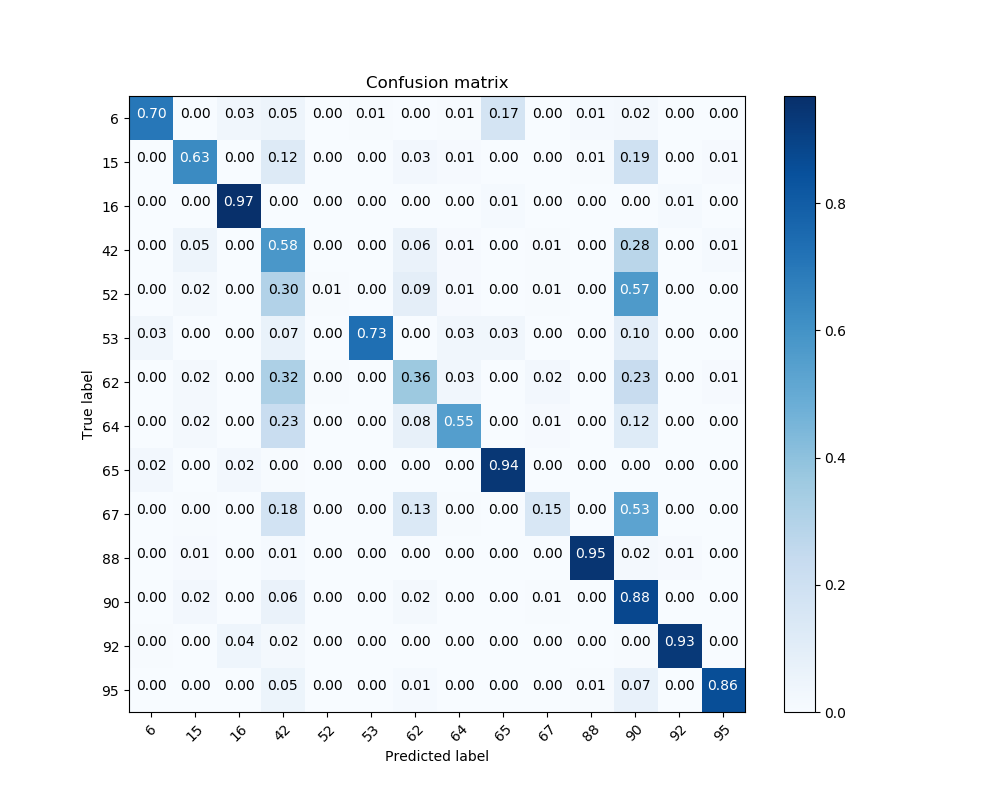 Confusion matrix
6 0.70 0.00 0.03 0.05 0.00 0.01 0.00 0.01 0.17 0.00 0.01 0.02 0.00 0.00
15 0.00 0.63 0.00 0.12 0.00 0.00 0.03 0.01 0.00 0.00 0.01 0.19 0.00 0.01
16 0.00 0.00 0.97 0.00 0.00 0.00 0.00 0.00 0.01 0.00 0.00 0.00 0.01 0.00
42 0.00 0.05 0.00 0.58 0.00 0.00 0.06 0.01 0.00 0.01 0.00 0.28 0.00 0.01
52 0.00 0.02 0.00 0.30 0.01 0.00 0.09 0.01 0.00 0.01 0.00 0.57 0.00 0.00
53 0.03 0.00 0.00 0.07 0.00 0.73 0.00 0.03 0.03 0.00 0.00 0.10 0.00 0.00
62 0.00 0.02 0.00 0.32 0.00 0.00 0.36 0.03 0.00 0.02 0.00 0.23 0.00 0.01
64 0.00 0.02 0.00 0.23 0.00 0.00 0.08 0.55 0.00 0.01 0.00 0.12 0.00 0.00
65 0.02 0.00 0.02 0.00 0.00 0.00 0.00 0.00 0.94 0.00 0.00 0.00 0.00 0.00
67 0.00 0.00 0.00 0.18 0.00 0.00 0.13 0.00 0.00 0.15 0.00 0.53 0.00 0.00
88 0.00 0.01 0.00 0.01 0.00 0.00 0.00 0.00 0.00 0.00 0.95 0.02 0.01 0.00
90 0.00 0.02 0.00 0.06 0.00 0.00 0.02 0.00 0.00 0.01 0.00 0.88 0.00 0.00
92 0.00 0.00 0.04 0.02 0.00 0.00 0.00 0.00 0.00 0.00 0.00 0.00 0.93 0.00
95 0.00 0.00 0.00 0.05 0.00 0.00 0.01 0.00 0.00 0.00 0.01 0.07 0.00 0.86
6 15 16 42 52 53 62 64 65 67 88 90 92 95
Predicted label
True label
0.8
0.6
0.4
0.2
0.0